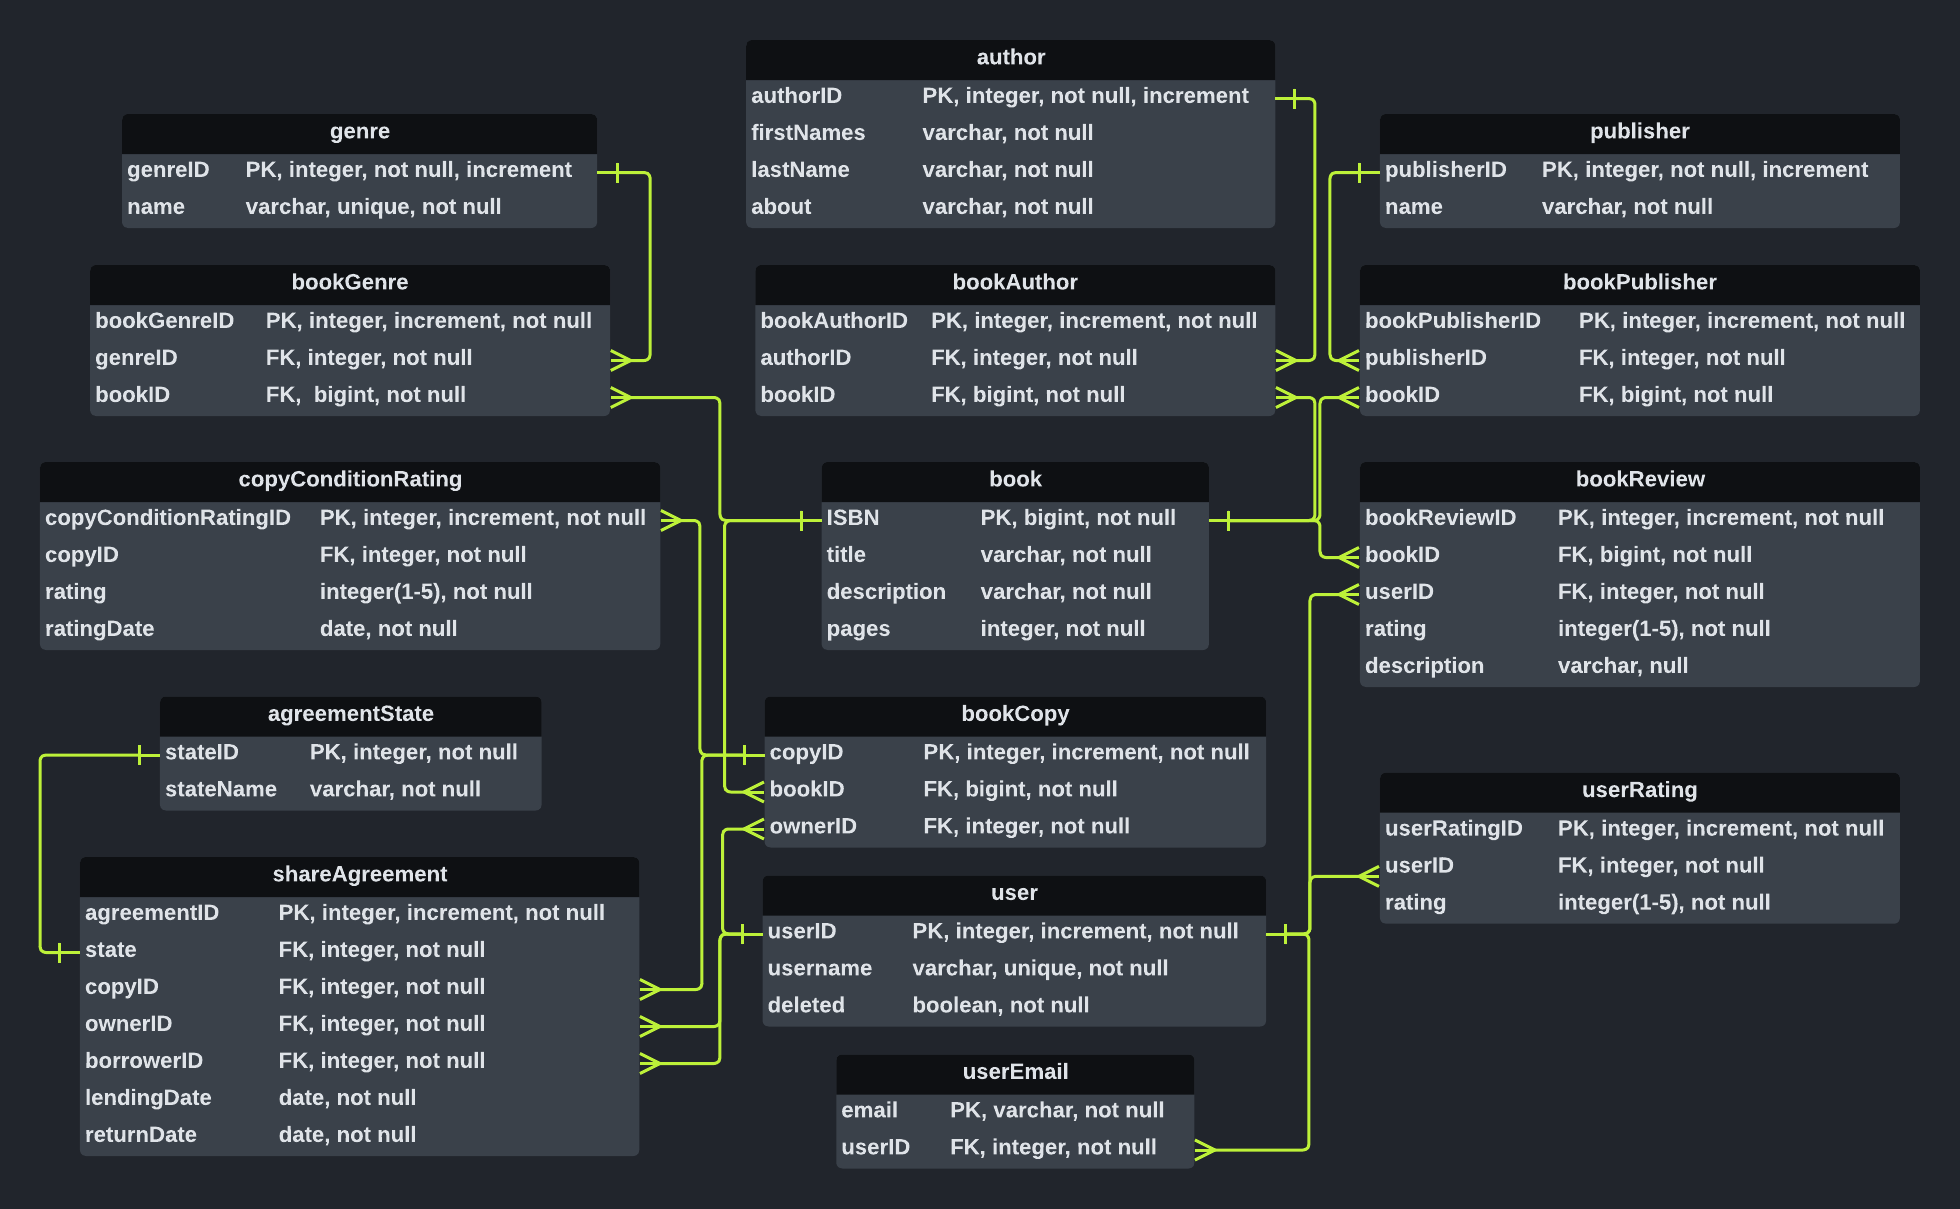 author
authorID PK, integer, not null, increment
firstNames varchar, not null
lastName varchar, not null
about varchar, not null
genre
genreID PK, integer, not null, increment
name varchar, unique, not null
publisher
publisherID PK, integer, not null, increment
name varchar, not null
bookGenre
bookGenreID PK, integer, increment, not null
genreID FK, integer, not null
bookID FK, bigint, not null
bookAuthor
bookAuthorID PK, integer, increment, not null
authorID FK, integer, not null
bookID FK, bigint, not null
bookPublisher
bookPublisherID PK, integer, increment, not null
publisherID FK, integer, not null
bookID FK, bigint, not null
copyConditionRating
copyConditionRatingID PK, integer, increment, not null
copyID FK, integer, not null
rating integer(1-5), not null
ratingDate date, not null
book
ISBN PK, bigint, not null
title varchar, not null
description varchar, not null
pages integer, not null
bookReview
bookReviewID PK, integer, increment, not null
bookID FK, bigint, not null
userID FK, integer, not null
rating integer(1-5), not null
description varchar, null
agreementState
stateID PK, integer, not null
stateName varchar, not null
bookCopy
copyID PK, integer, increment, not null
bookID FK, bigint, not null
ownerID FK, integer, not null
userRating
userRatingID PK, integer, increment, not null
userID FK, integer, not null
rating integer(1-5), not null
shareAgreement
agreementID PK, integer, increment, not null
state FK, integer, not null
copyID FK, integer, not null
ownerID FK, integer, not null
borrowerID FK, integer, not null
lendingDate date, not null
returnDate date, not null
user
userID PK, integer, increment, not null
username varchar, unique, not null
deleted boolean, not null
userEmail
email PK, varchar, not null
userID FK, integer, not null